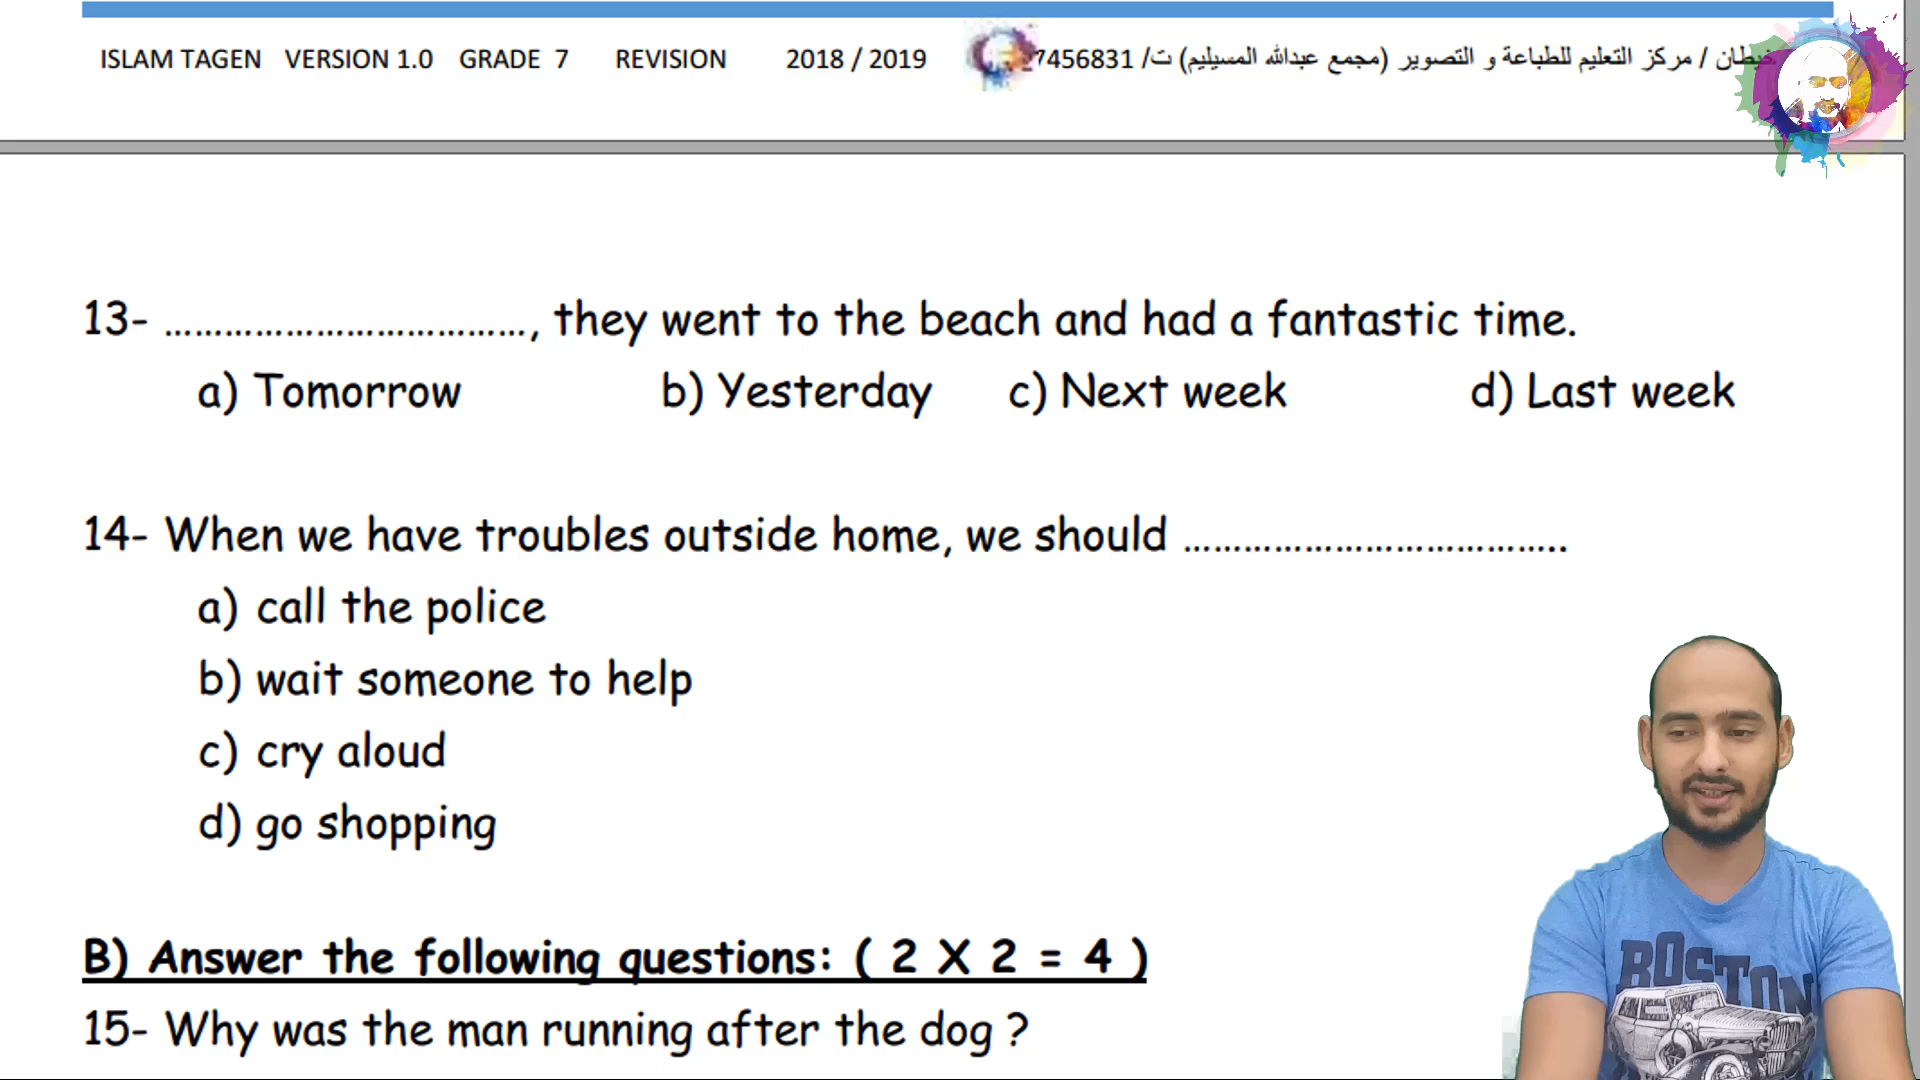 ISLAM TAGEN VERSION 1.0 GRADE 7 REVISION 2018 / 2019 خيطان / مركز التعليم للطباعة و التصوير (مجمع عبدالله المسيليم) ت/ 7456831
13- ……………………………, they went to the beach and had a fantastic time.
a) Tomorrow b) Yesterday c) Next week d) Last week
14- When we have troubles outside home, we should ……………………………..
a) call the police
b) wait someone to help
c) cry aloud
d) go shopping
B) Answer the following questions: ( 2 X 2 = 4 )
15- Why was the man running after the dog ?
BOSTON